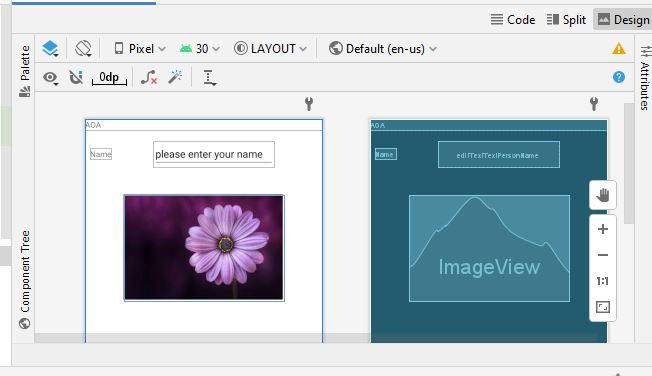 Code Split Design
Palette
Pixel 30 LAYOUT Default (en-us)
Attributes
0dp
AOA
Name
please enter your name
AOA
Name
editTextTextPersonName
ImageView
1:1
Component Tree